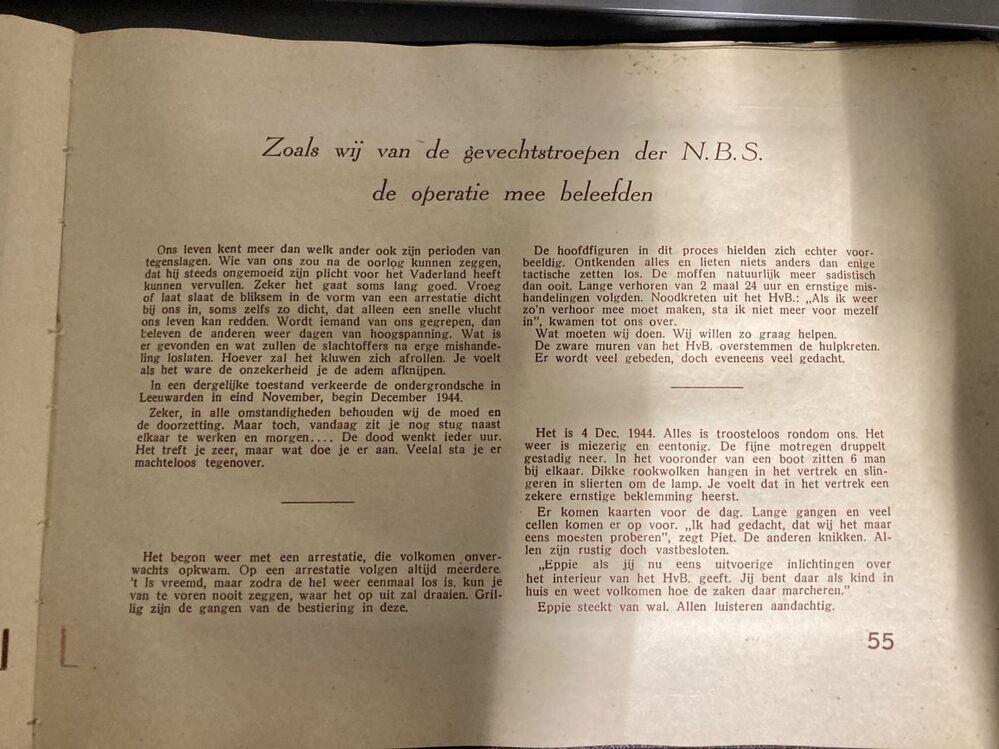 Zoals wij van de gevechtstroepen der N.B.S.
de operatie mee beleefden
Ons leven kent meer dan welk ander ook zijn perioden van
tegenslagen. Wie van ons zou na de oorlog kunnen zeggen,
dat hij steeds ongemoeid zijn plicht voor het Vaderland heeft
kunnen vervullen. Zeker het gaat soms lang goed. Vroeg
of laat slaat de bliksem in de vorm van een arrestatie dicht
bij ons in, soms zelfs zo dicht, dat alleen een snelle vlucht
ons leven kan redden. Wordt iemand van ons gegrepen, dan
beleven de anderen weer dagen van hoogspanning. Wat is
er gevonden en wat zullen de slachtoffers na erge mishande-
ling loslaten. Hoever zal het kluwen zich afrollen. Je voelt
als het ware de onzekerheid je de adem afknijpen.
In een dergelijke toestand verkeerde de ondergrondsche in
Leeuwarden in eind November, begin December 1944.
Zeker, in alle omstandigheden behouden wij de moed en
de doorzetting. Maar toch, vandaag zit je nog stug naast
elkaar te werken en morgen.... De dood wenkt ieder uur.
Het treft je zeer, maar wat doe je er aan. Veelal sta je er
machteloos tegenover.
Het begon weer met een arrestatie, die volkomen onver-
wachts opkwam. Op een arrestatie volgen altijd meerdere.
't Is vreemd, maar zodra de hel weer eenmaal los is, kun je
van te voren nooit zeggen, waar het op uit zal draaien. Gril-
lig zijn de gangen van de bestiering in deze.
De hoofdfiguren in dit proces hielden zich echter voor-
beeldig. Ontkenden alles en lieten niets anders dan enige
tactische zetten los. De moffen natuurlijk meer sadistisch
dan ooit. Lange verhoren van 2 maal 24 uur en ernstige mis-
handelingen volgden. Noodkreten uit het HvB.: „Als ik weer
zo'n verhoor mee moet maken, sta ik niet meer voor mezelf
in", kwamen tot ons over.
Wat moeten wij doen. Wij willen zo graag helpen.
De zware muren van het HvB. overstemmen de hulpkreten.
Er wordt veel gebeden, doch eveneens veel gedacht.
Het is 4 Dec. 1944. Alles is troosteloos rondom ons. Het
weer is miezerig en eentonig. De fijne motregen druppelt
gestadig neer. In het vooronder van een boot zitten 6 man
bij elkaar. Dikke rookwolken hangen in het vertrek en slin-
geren in slierten om de lamp. Je voelt dat in het vertrek een
zekere ernstige beklemming heerst.
Er komen kaarten voor de dag. Lange gangen en veel
cellen komen er op voor. „Ik had gedacht, dat wij het maar
eens moesten proberen", zegt Piet. De anderen knikken. Al-
len zijn rustig doch vastbesloten.
„Eppie als jij nu eens uitvoerige inlichtingen over
het interieur van het HvB. geeft. Jij bent daar als kind in
huis en weet volkomen hoe de zaken daar marcheren."
Eppie steekt van wal. Allen luisteren aandachtig.
55